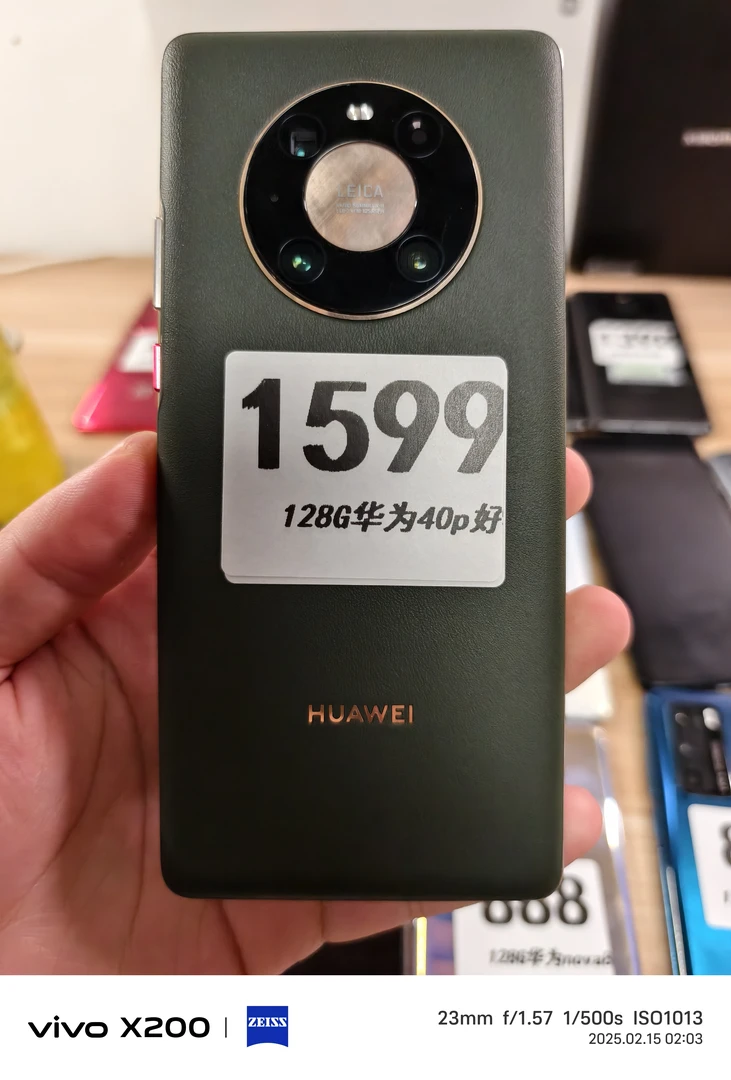 LEICA
1599
128G华为40p好
HUAWEI
888
128G华为nova
8
vivo X200 | ZEISS
23mm f/1.57 1/500s ISO1013
2025.02.15 02:03